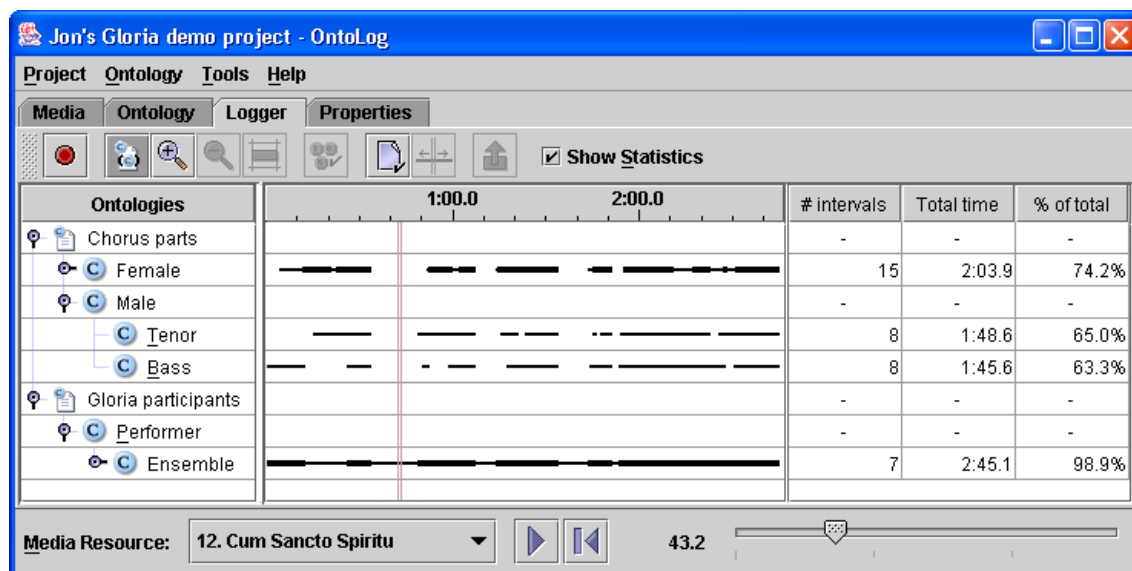 Jon's Gloria demo project - OntoLog
Project Ontology Tools Help
Media Ontology Logger Properties
Show Statistics
Ontologies 1:00.0 2:00.0 # intervals Total time % of total
Chorus parts - - -
C Female 15 2:03.9 74.2%
C Male - - -
C Tenor 8 1:48.6 65.0%
C Bass 8 1:45.6 63.3%
Gloria participants - - -
C Performer - - -
C Ensemble 7 2:45.1 98.9%
Media Resource: 12. Cum Sancto Spiritu 43.2